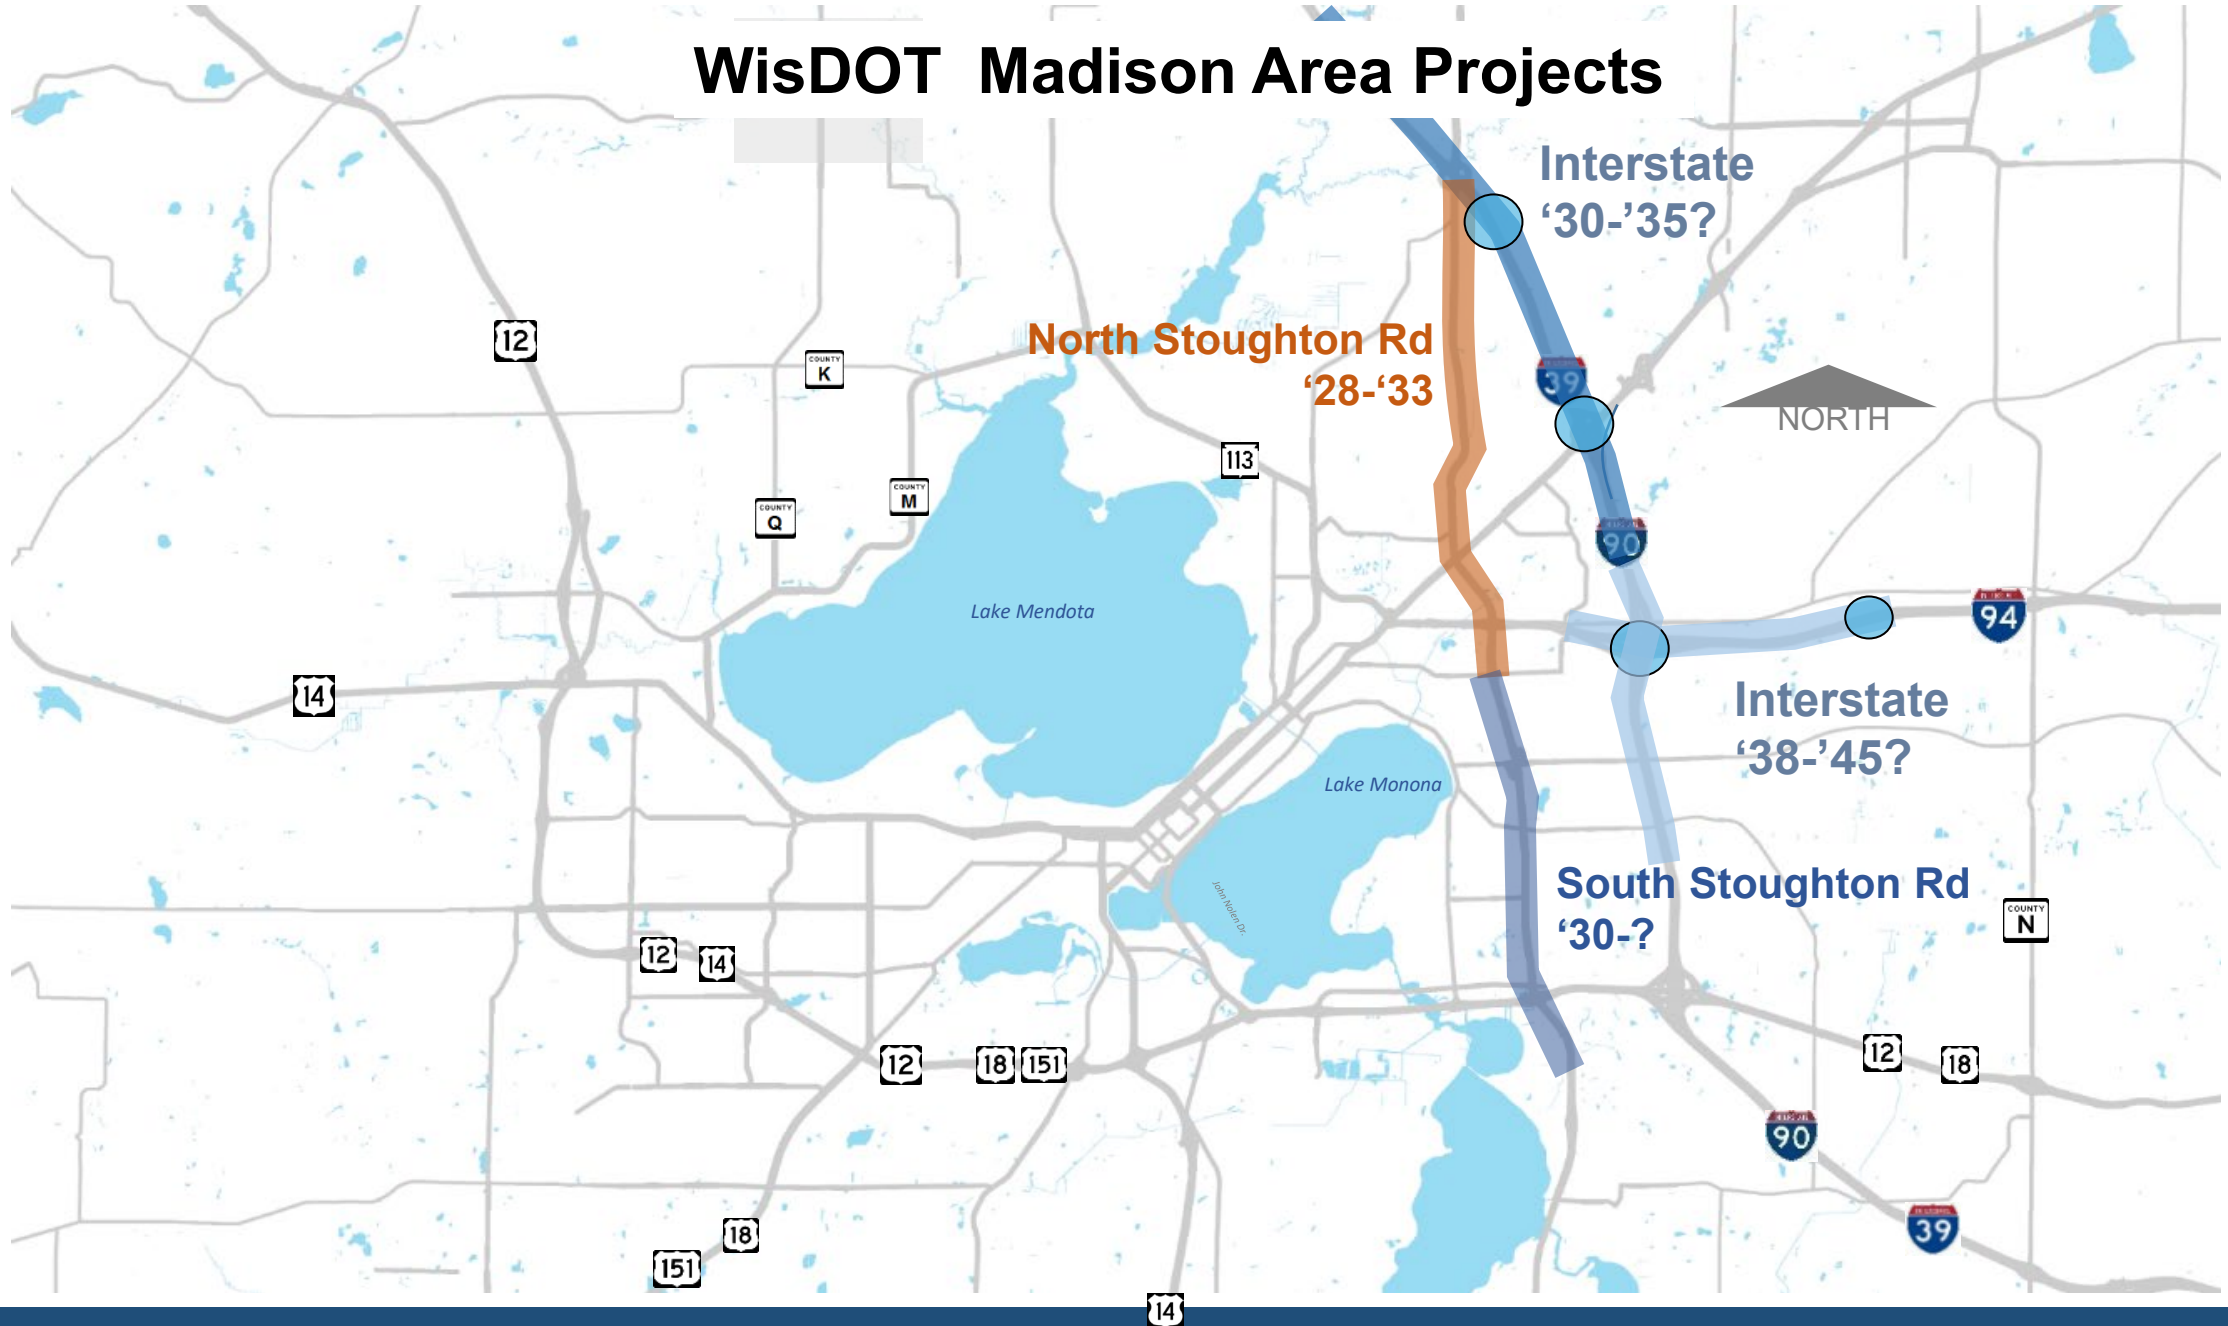 WisDOT  Madison Area Projects
Interstate
‘30-’35?
North Stoughton Rd
‘28-‘33
12
COUNTY
K
39
NORTH
113
COUNTY
M
COUNTY
Q
90
Lake Mendota
94
14
Interstate
‘38-’45?
Lake Monona
South Stoughton Rd
‘30-?
John Nolen Dr.
COUNTY
N
12
14
12
18
151
12
18
90
39
18
151
14